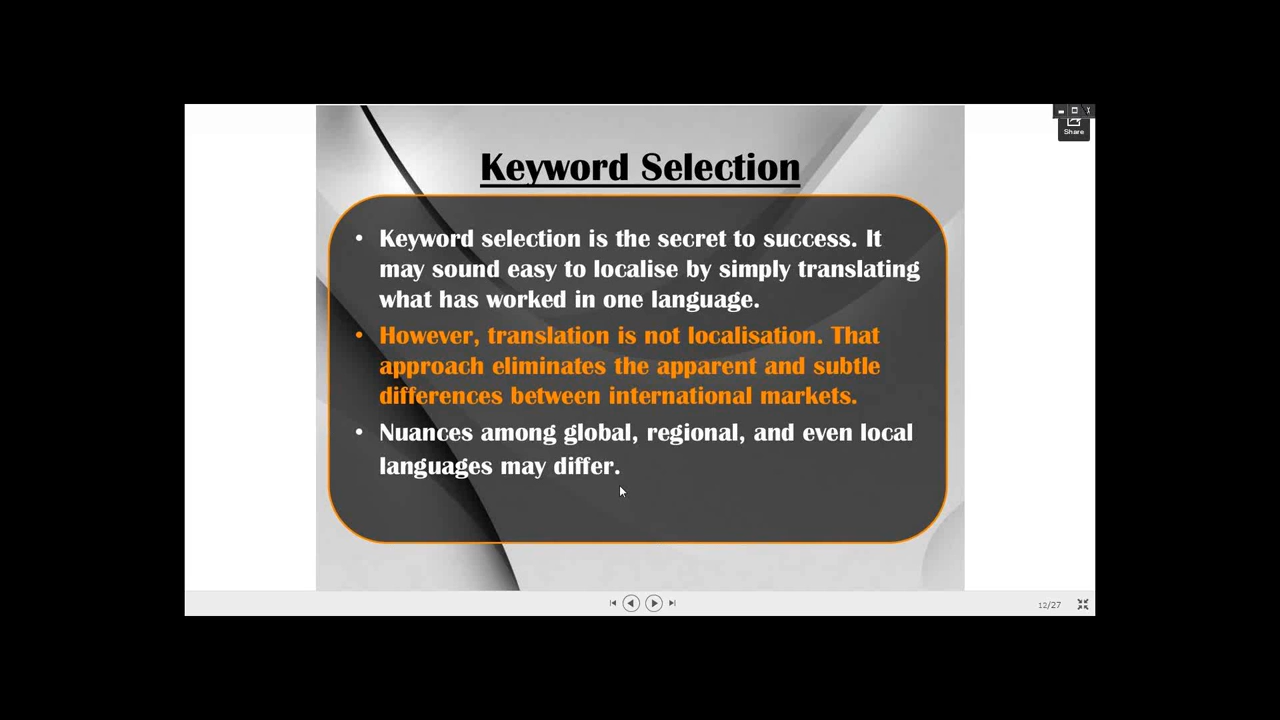 Share
Keyword Selection
• Keyword selection is the secret to success. It
may sound easy to localise by simply translating
what has worked in one language.
• However, translation is not localisation. That
approach eliminates the apparent and subtle
differences between international markets.
• Nuances among global, regional, and even local
languages may differ.
12/27